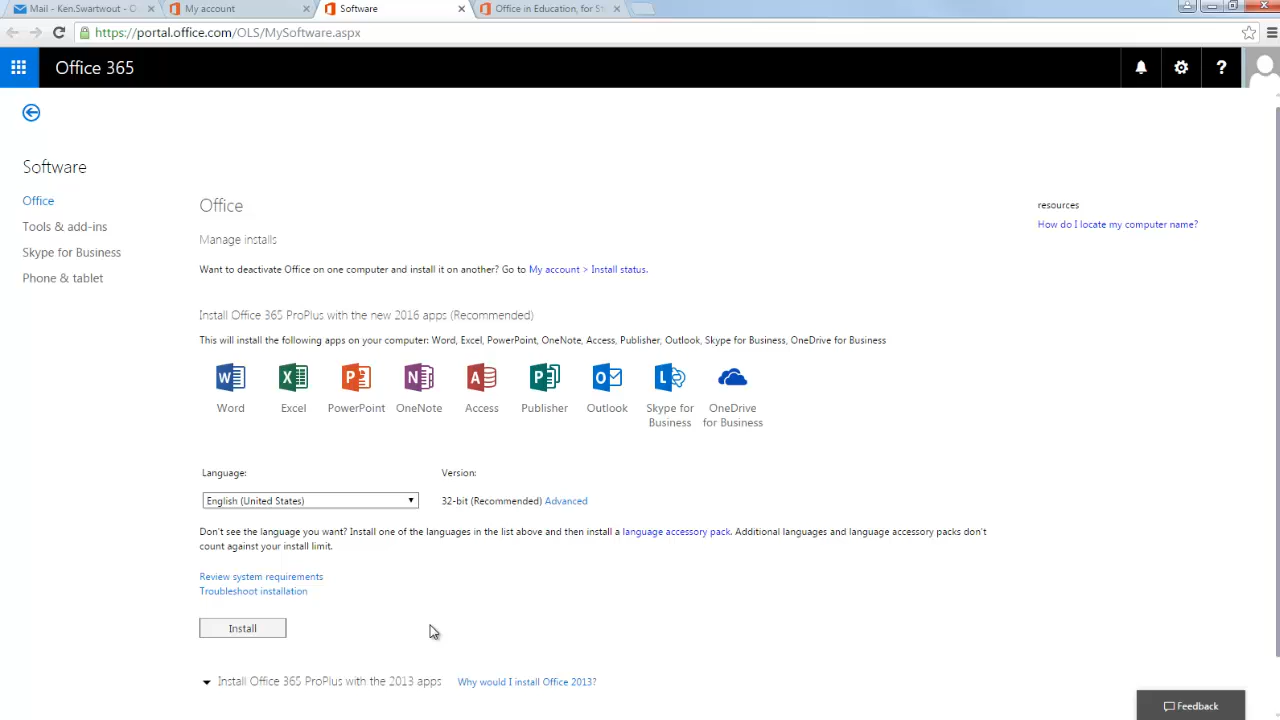 Mail - Ken.Swartwout - O
My account
Software
Office in Education, for St
https://portal.office.com/OLS/MySoftware.aspx
Office 365
?
Software
Office
Tools & add-ins
Skype for Business
Phone & tablet
Office
Manage installs
Want to deactivate Office on one computer and install it on another? Go to My account > Install status.
Install Office 365 ProPlus with the new 2016 apps (Recommended)
This will install the following apps on your computer: Word, Excel, PowerPoint, OneNote, Access, Publisher, Outlook, Skype for Business, OneDrive for Business
Word
Excel
PowerPoint
OneNote
Access
Publisher
Outlook
Skype for
Business
OneDrive
for Business
Language:
Version:
English (United States)
32-bit (Recommended) Advanced
Don't see the language you want? Install one of the languages in the list above and then install a language accessory pack. Additional languages and language accessory packs don't
count against your install limit.
Review system requirements
Troubleshoot installation
Install
Install Office 365 ProPlus with the 2013 apps
Why would I install Office 2013?
resources
How do I locate my computer name?
Feedback